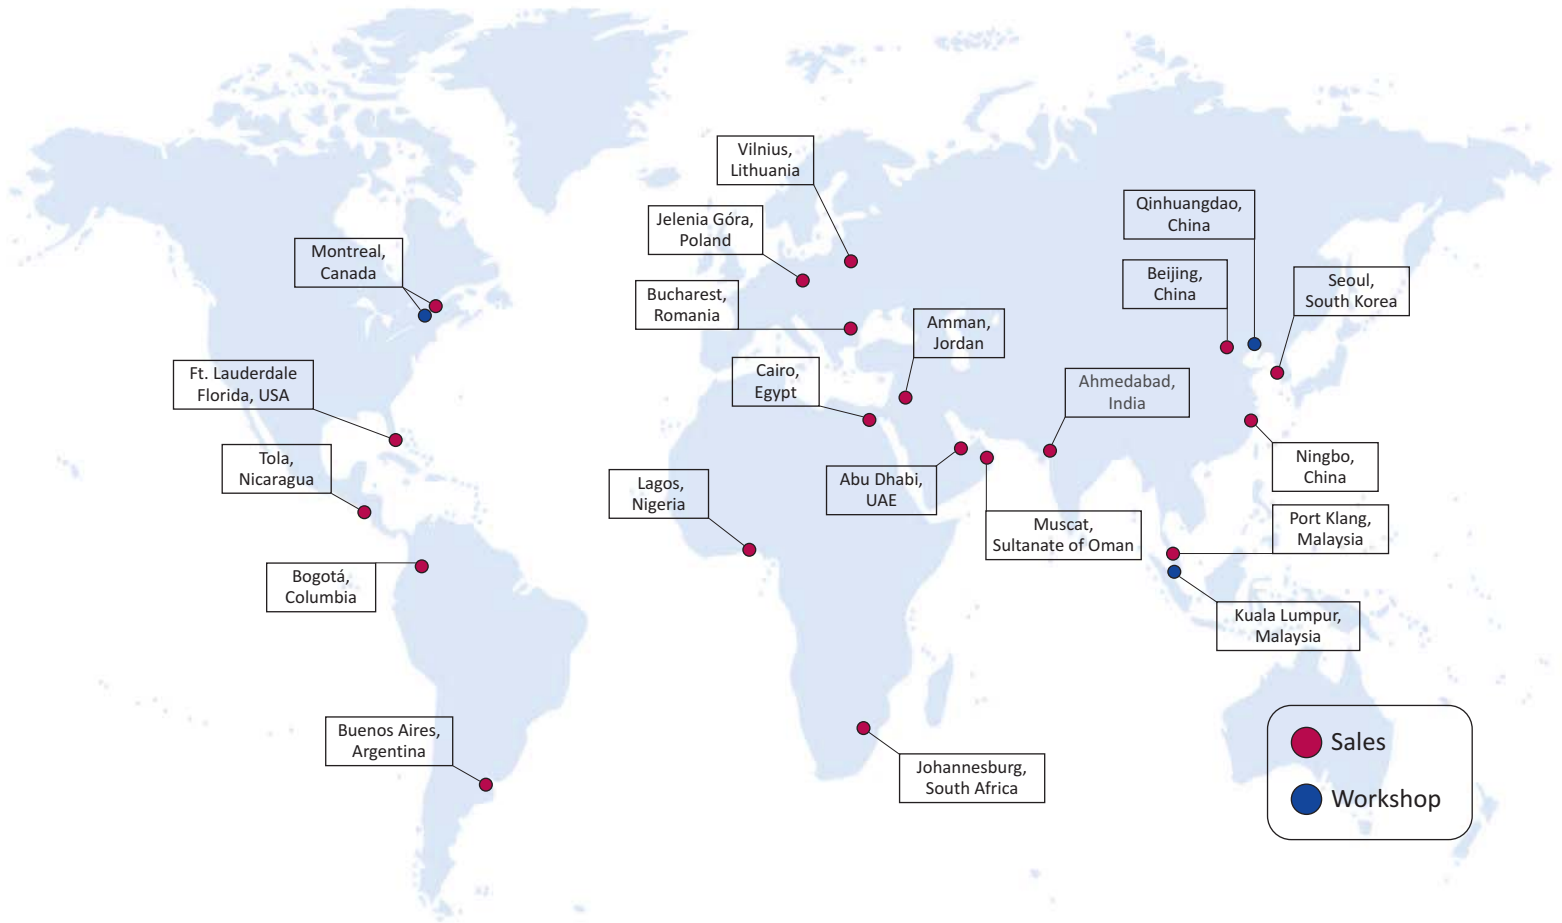 Vilnius,
Lithuania
Qinhuangdao,
China
Jelenia Góra,
Poland
Montreal,
Canada
Beijing,
China
Seoul,
South Korea
Bucharest,
Romania
Amman,
Jordan
Cairo,
Egypt
Ft. Lauderdale
Florida, USA
Ahmedabad,
India
Tola,
Nicaragua
Ningbo,
China
Lagos,
Nigeria
Abu Dhabi,
UAE
Port Klang,
Malaysia
Muscat,
Sultanate of Oman
Bogotá,
Columbia
Kuala Lumpur,
Malaysia
Buenos Aires,
Argentina
Johannesburg,
South Africa
Sales
Workshop